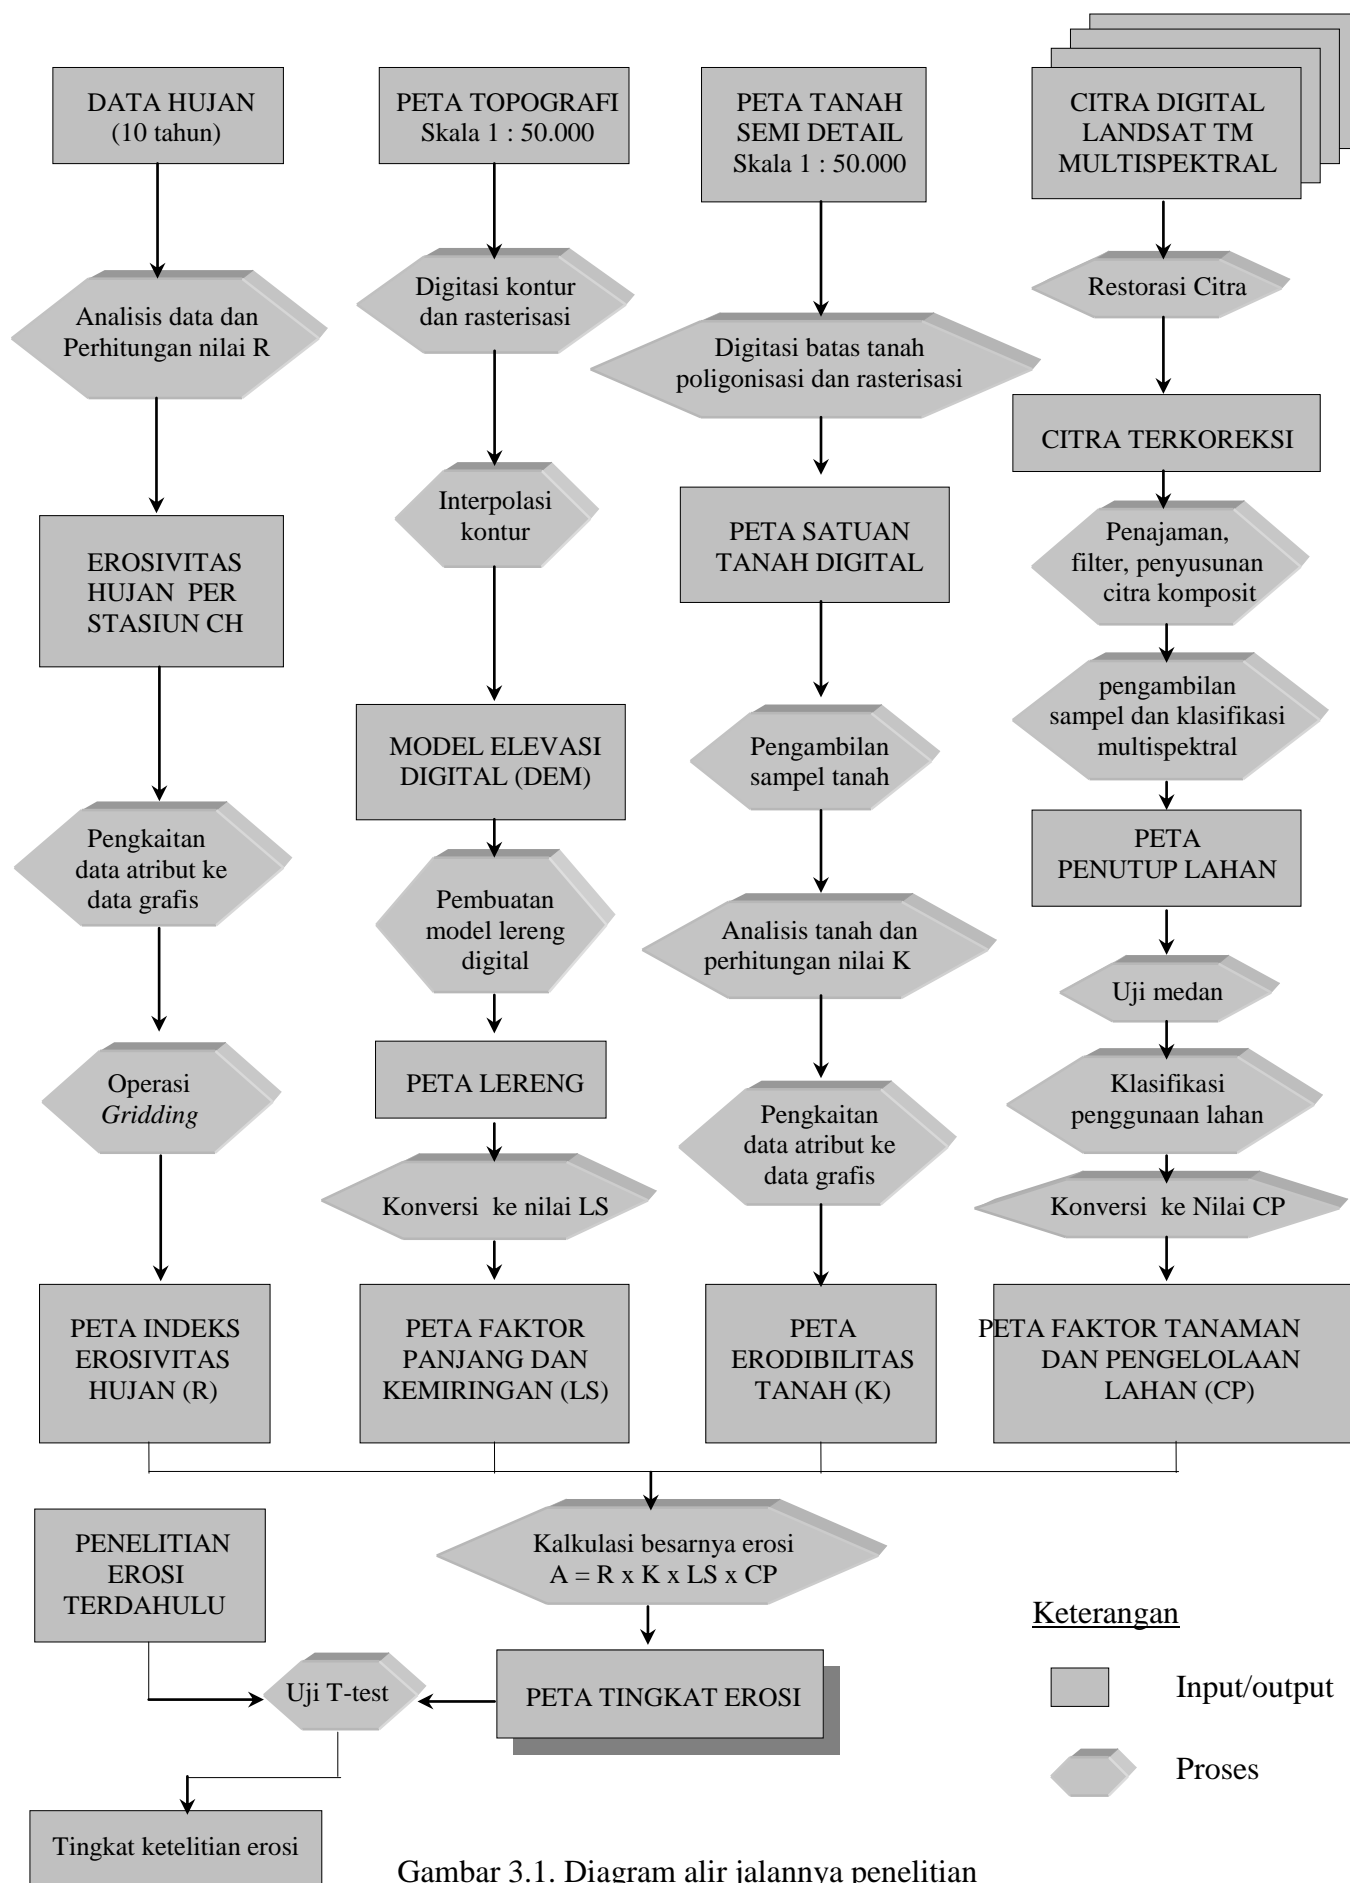 DATA HUJAN
(10 tahun)
Analisis data dan
Perhitungan nilai R
EROSIVITAS
HUJAN PER
STASIUN CH
Pengkaitan
data atribut ke
data grafis
Operasi
Gridding
PETA INDEKS
EROSIVITAS
HUJAN (R)
PETA TOPOGRAFI
Skala 1 : 50.000
Digitasi kontur
dan rasterisasi
Interpolasi
kontur
MODEL ELEVASI
DIGITAL (DEM)
Pembuatan
model lereng
digital
PETA LERENG
Konversi ke nilai LS
PETA FAKTOR
PANJANG DAN
KEMIRINGAN (LS)
PETA TANAH
SEMI DETAIL
Skala 1 : 50.000
Digitasi batas tanah
poligonisasi dan rasterisasi
PETA SATUAN
TANAH DIGITAL
Pengambilan
sampel tanah
Analisis tanah dan
perhitungan nilai K
Pengkaitan
data atribut ke
data grafis
PETA
ERODIBILITAS
TANAH (K)
CITRA DIGITAL
LANDSAT TM
MULTISPEKTRAL
Restorasi Citra
CITRA TERKOREKSI
Penajaman,
filter, penyusunan
citra komposit
pengambilan
sampel dan klasifikasi
multispektral
PETA
PENUTUP LAHAN
Uji medan
Klasifikasi
penggunaan lahan
Konversi ke Nilai CP
PETA FAKTOR TANAMAN
DAN PENGELOLAAN
LAHAN (CP)
Kalkulasi besarnya erosi
A = R x K x LS x CP
PENELITIAN
EROSI
TERDAHULU
Uji T-test
PETA TINGKAT EROSI
Tingkat ketelitian erosi
Keterangan
Input/output
Proses
Gambar 3.1. Diagram alir jalannya penelitian